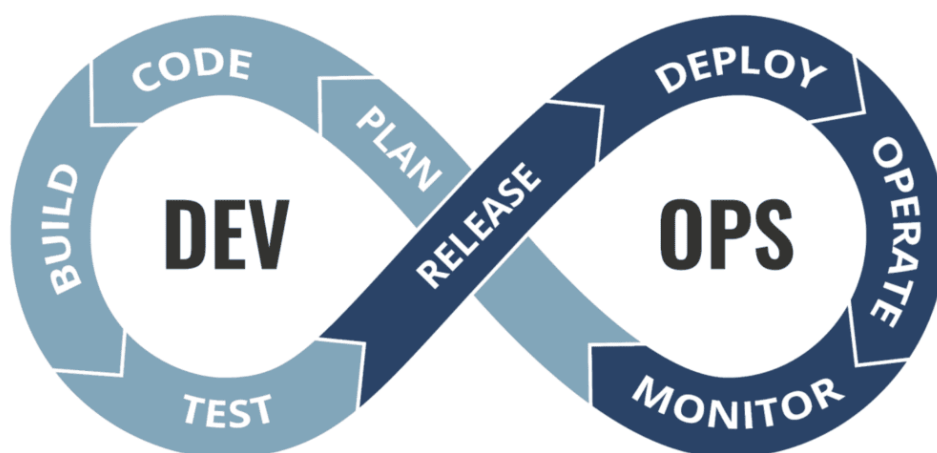 CODE
PLAN
DEPLOY
BUILD
DEV
RELEASE
OPS
OPERATE
TEST
MONITOR